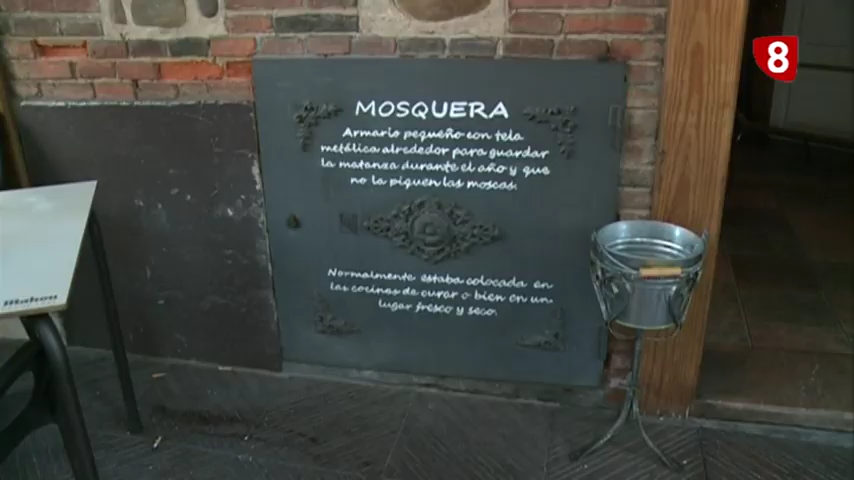 8
MOSQUERA
Armario pequeño con tela
metálica alrededor para guardar
la matanza durante el año y que
no la piquen las moscas.
Normalmente estaba colocada en
las cocinas de curar o bien en un
lugar fresco y seco.
Mahou